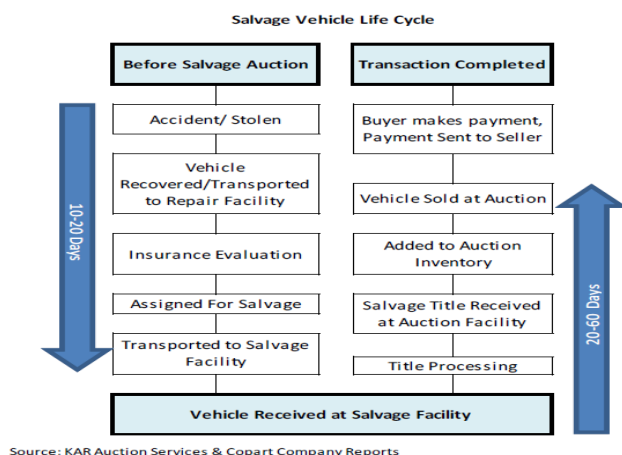 Salvage Vehicle Life Cycle
Before Salvage Auction
Transaction Completed
Accident/ Stolen
Buyer makes payment,
Payment Sent to Seller
Vehicle
Recovered/Transported
to Repair Facility
Vehicle Sold at Auction
10-20 Days
Insurance Evaluation
Added to Auction
Inventory
Assigned For Salvage
Salvage Title Received
at Auction Facility
20-60 Days
Transported to Salvage
Facility
Title Processing
Vehicle Received at Salvage Facility
Source: KAR Auction Services & Copart Company Reports